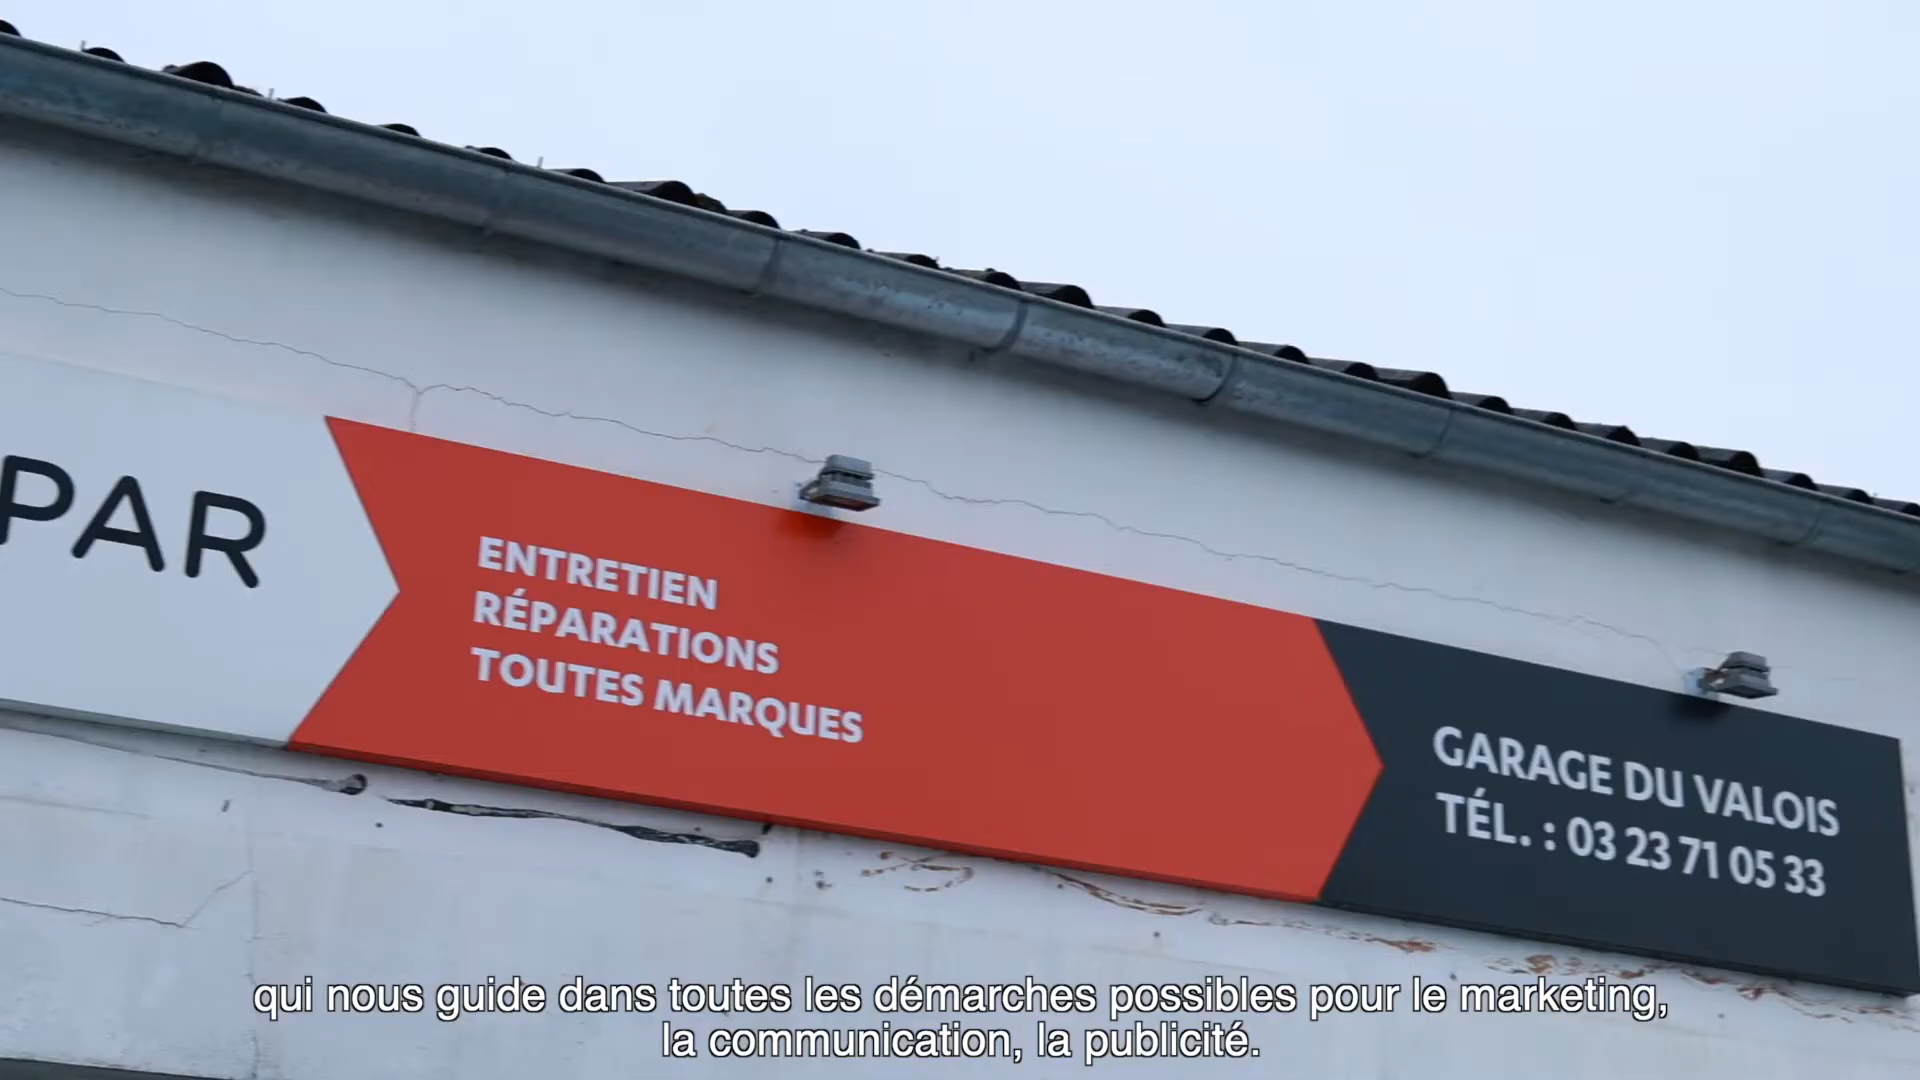 PAR
ENTRETIEN
RÉPARATIONS
TOUTES MARQUES
GARAGE DU VALOIS
TÉL. : 03 23 71 05 33
qui nous guide dans toutes les démarches possibles pour le marketing,
la communication, la publicité.